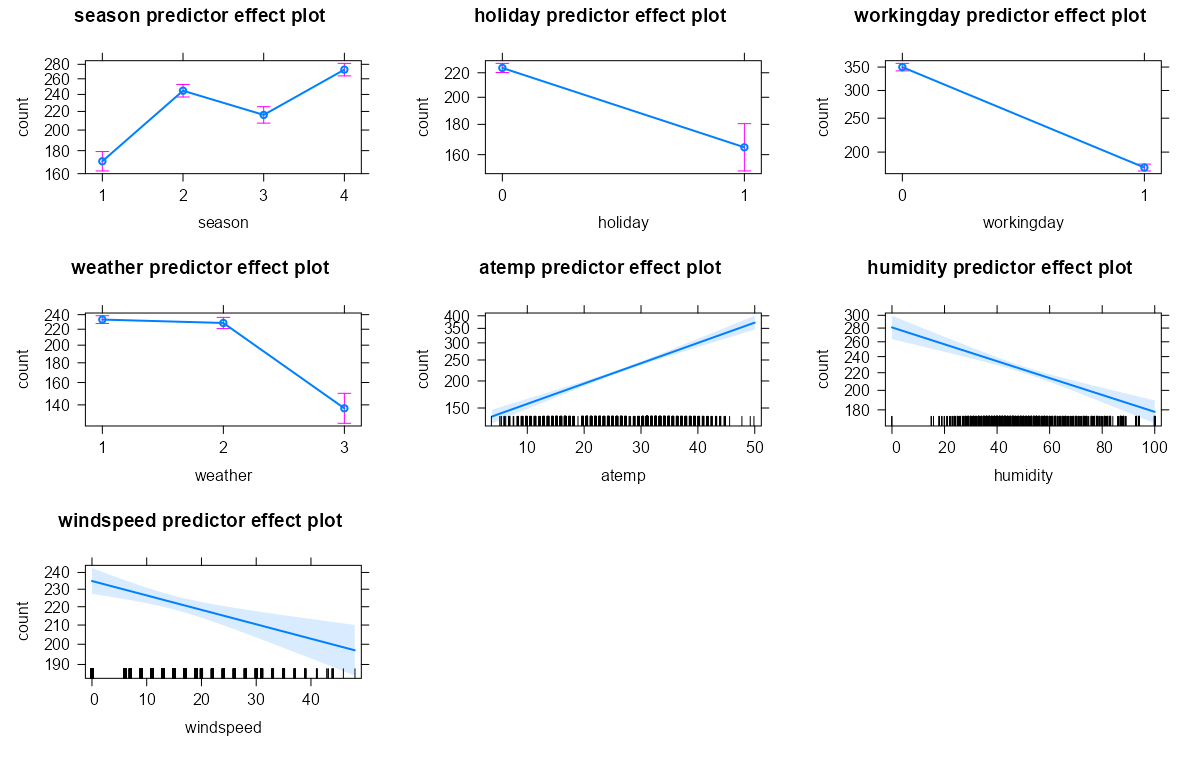 season predictor effect plot
count
280
260
240
220
200
180
160
1 2 3 4
season
holiday predictor effect plot
count
220
200
180
160
0 1
holiday
workingday predictor effect plot
count
350
300
250
200
0 1
workingday
weather predictor effect plot
count
240
220
200
180
160
140
1 2 3
weather
atemp predictor effect plot
count
400
350
300
250
200
150
10 20 30 40 50
atemp
humidity predictor effect plot
count
300
280
260
240
220
200
180
0 20 40 60 80 100
humidity
windspeed predictor effect plot
count
240
230
220
210
200
190
0 10 20 30 40
windspeed